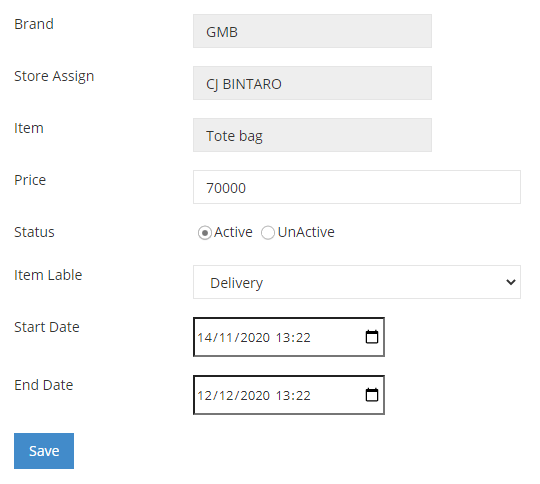 Brand GMB
Store Assign CJ BINTARO
Item Tote bag
Price 70000
Status Active UnActive
Item Lable Delivery
Start Date 14/11/2020 13:22
End Date 12/12/2020 13:22
Save